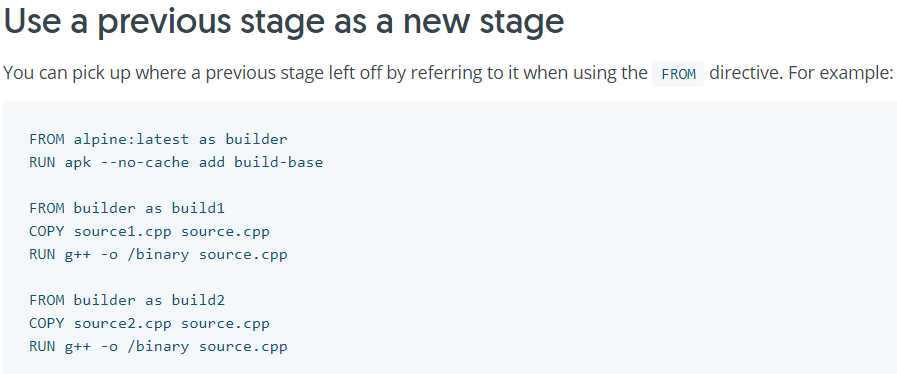 Use a previous stage as a new stage
You can pick up where a previous stage left off by referring to it when using the FROM directive. For example:
FROM alpine:latest as builder
RUN apk --no-cache add build-base
FROM builder as build1
COPY source1.cpp source.cpp
RUN g++ -o /binary source.cpp
FROM builder as build2
COPY source2.cpp source.cpp
RUN g++ -o /binary source.cpp